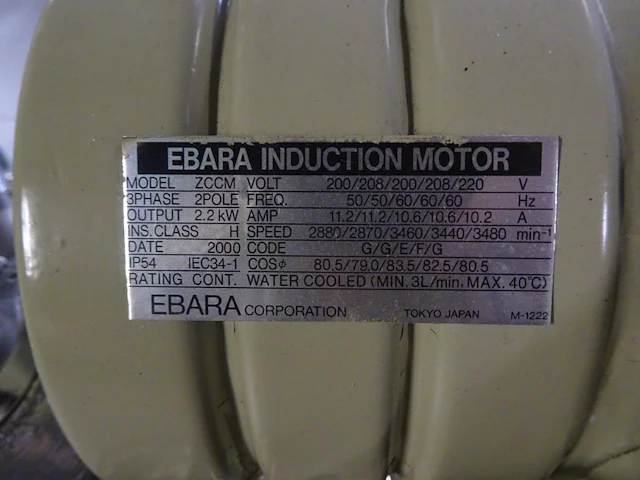 EBARA INDUCTION MOTOR
MODEL ZCCM VOLT 200/208/200/208/220 V
3PHASE 2POLE FREQ. 50/50/60/60/60 Hz
OUTPUT 2.2 kW AMP 11.2/11.2/10.6/10.6/10.2 A
INS.CLASS H SPEED 2880/2870/3460/3440/3480 min⁻¹
DATE 2000 CODE G/G/E/F/G
IP54 IEC34-1 COSφ 80.5/79.0/83.5/82.5/80.5
RATING CONT. WATER COOLED (MIN. 3L/min, MAX. 40℃)
EBARA CORPORATION TOKYO JAPAN M-1222